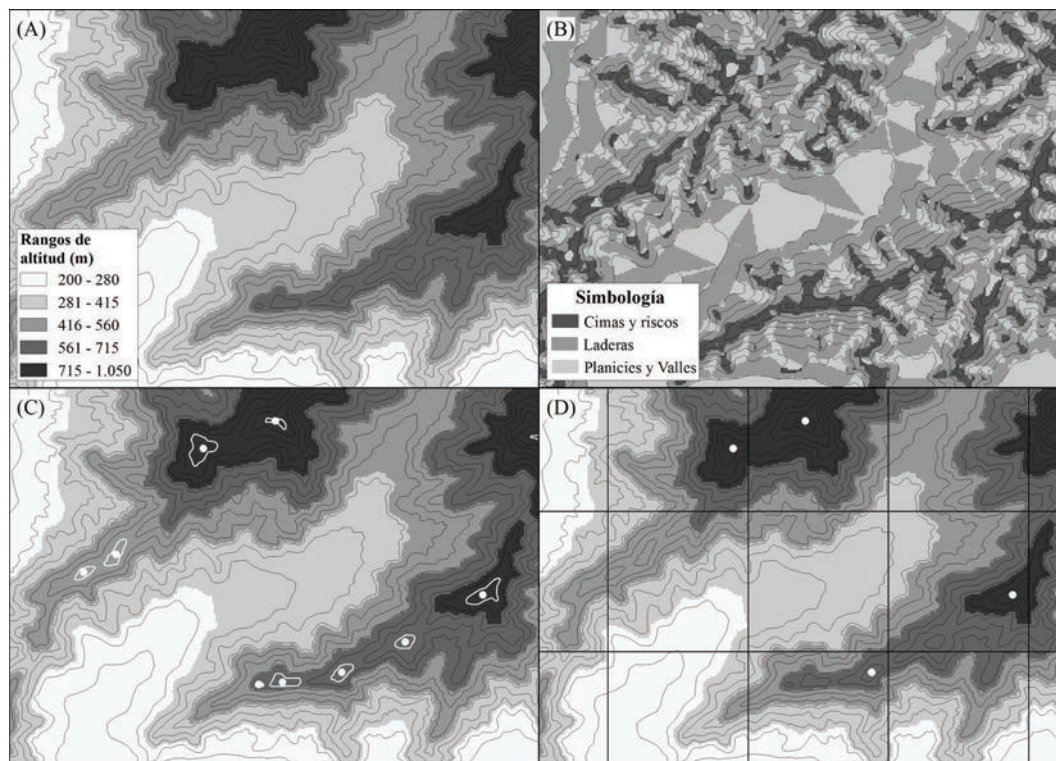 (A)
Rangos de
altitud (m)
200 - 280
281 - 415
416 - 560
561 - 715
715 - 1.050
(B)
Simbología
Cimas y riscos
Laderas
Planicies y Valles
(C)
(D)